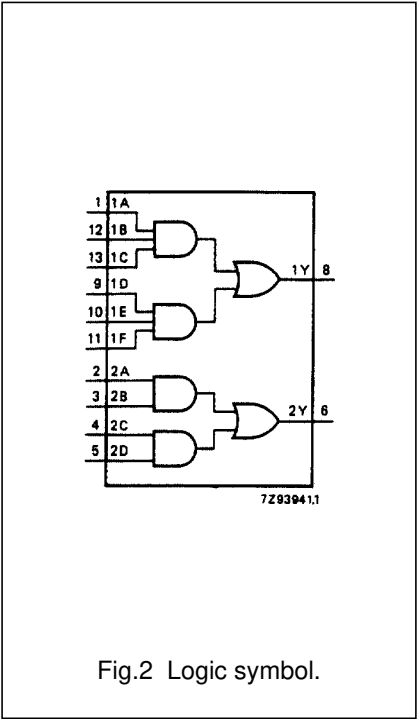 1 1A
12 1B
13 1C
9 1D
10 1E
11 1F
1Y 8
2 2A
3 2B
4 2C
5 2D
2Y 6
7Z93941.1
Fig.2 Logic symbol.